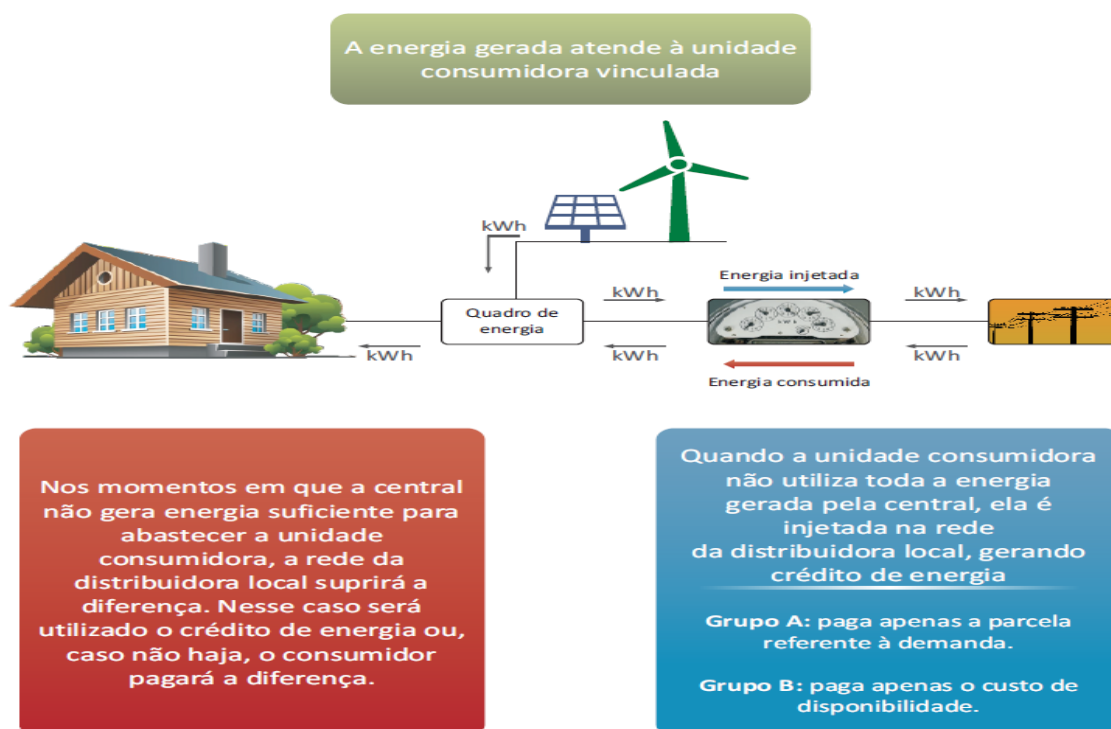 A energia gerada atende à unidade
consumidora vinculada
kWh
Energia injetada
kWh
kWh
Quadro de
energia
kWh
kWh
kWh
Energia consumida
Nos momentos em que a central
não gera energia suficiente para
abastecer a unidade
consumidora, a rede da
distribuidora local suprirá a
diferença. Nesse caso será
utilizado o crédito de energia ou,
caso não haja, o consumidor
pagará a diferença.
Quando a unidade consumidora
não utiliza toda a energia
gerada pela central, ela é
injetada na rede
da distribuidora local, gerando
crédito de energia
Grupo A: paga apenas a parcela
referente à demanda.
Grupo B: paga apenas o custo de
disponibilidade.